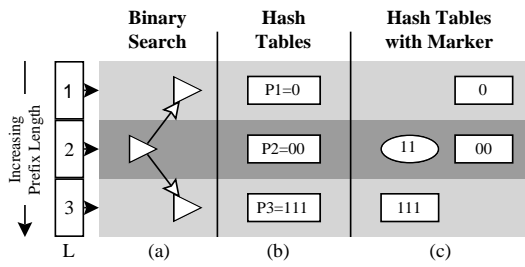 Binary Search
Hash Tables
Hash Tables with Marker
Increasing Prefix Length
1
P1=0
0
2
P2=00
11
00
3
P3=111
111
L
(a)
(b)
(c)